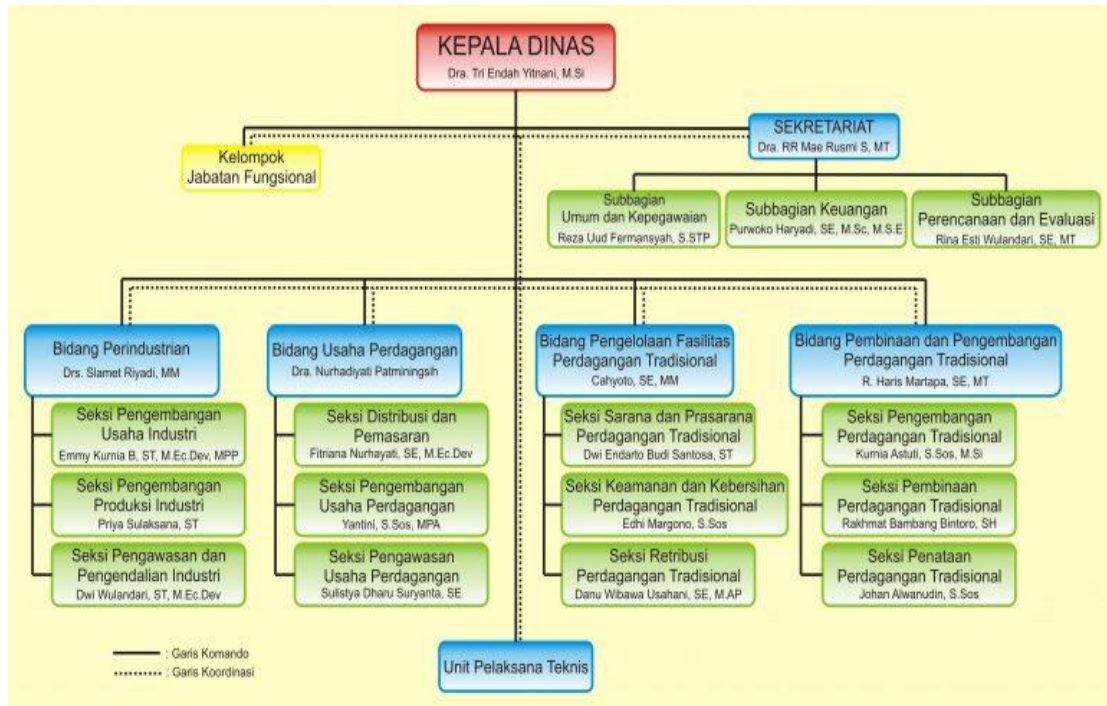 KEPALA DINAS
Dra. Tri Endah Yitnani, M.Si
SEKRETARIAT
Dra. RR Mae Rusmi S, MT
Kelompok
Jabatan Fungsional
Subbagian
Umum dan Kepegawaian
Reza Uud Fermansyah, S.STP
Subbagian Keuangan
Purwoko Haryadi, SE, M.Sc, M.S.E
Subbagian
Perencanaan dan Evaluasi
Rina Esti Wulandari, SE, MT
Bidang Perindustrian
Drs. Slamet Riyadi, MM
Seksi Pengembangan
Usaha Industri
Emmy Kurnia B, ST, M.Ec.Dev, MPP
Seksi Pengembangan
Produksi Industri
Priya Sulaksana, ST
Seksi Pengawasan dan
Pengendalian Industri
Dwi Wulandari, ST, M.Ec.Dev
Bidang Usaha Perdagangan
Dra. Nurhadiyati Patminingsih
Seksi Distribusi dan
Pemasaran
Fitriana Nurhayati, SE, M.Ec.Dev
Seksi Pengembangan
Usaha Perdagangan
Yantini, S.Sos, MPA
Seksi Pengawasan
Usaha Perdagangan
Sulistya Dharu Suryanta, SE
Bidang Pengelolaan Fasilitas
Perdagangan Tradisional
Cahyoto, SE, MM
Seksi Sarana dan Prasarana
Perdagangan Tradisional
Dwi Endarto Budi Santosa, ST
Seksi Keamanan dan Kebersihan
Perdagangan Tradisional
Edhi Margono, S.Sos
Seksi Retribusi
Perdagangan Tradisional
Danu Wibawa Usahani, SE, M.AP
Bidang Pembinaan dan Pengembangan
Perdagangan Tradisional
R. Haris Martapa, SE, MT
Seksi Pengembangan
Perdagangan Tradisional
Kurnia Astuti, S.Sos, M.Si
Seksi Pembinaan
Perdagangan Tradisional
Rakhmat Bambang Bintoro, SH
Seksi Penataan
Perdagangan Tradisional
Johan Alwanudin, S.Sos
Unit Pelaksana Teknis
: Garis Komando
: Garis Koordinasi